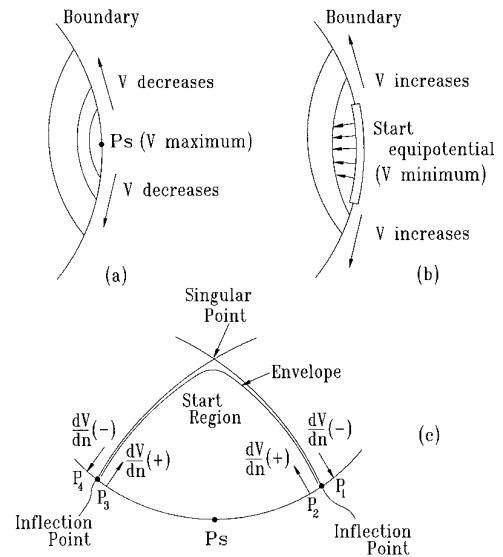 Boundary
V decreases
Ps (V maximum)
V decreases
(a)
Boundary
V increases
Start
equipotential
(V minimum)
V increases
(b)
Singular
Point
Envelope
Start
Region
(c)
dV/dn (-)
dV/dn (+)
dV/dn (+)
dV/dn (-)
P4
P3
P2
P1
Inflection
Point
Ps
Inflection
Point